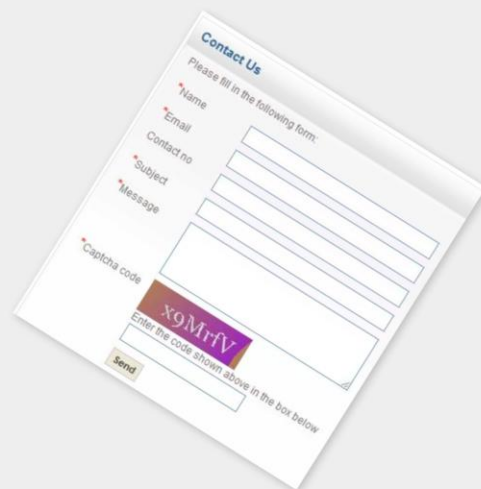 Contact Us
Please fill in the following form:
*Name
*Email
Contact no
*Subject
*Message
*Captcha code
x9MrfV
Enter the code shown above in the box below
Send